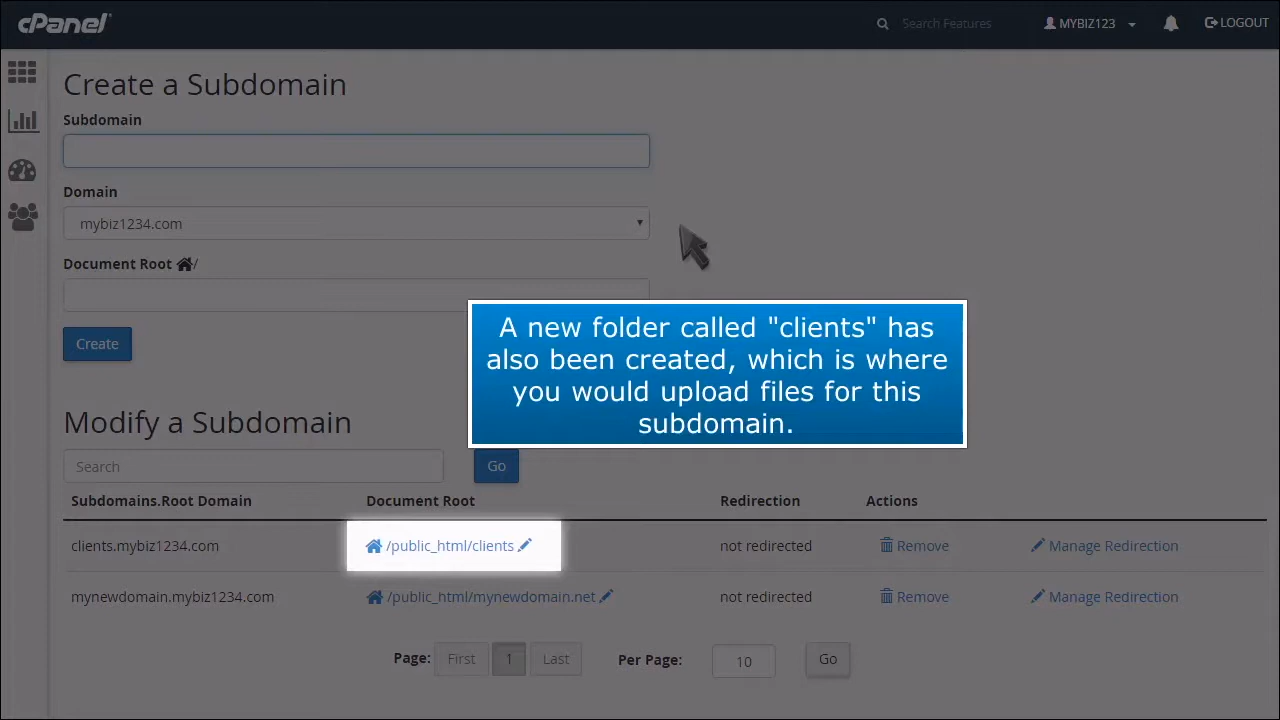 cPanel
Search Features
MYBIZ123
LOGOUT
Create a Subdomain
Subdomain
Domain
mybiz1234.com
Document Root /
Create
A new folder called "clients" has
also been created, which is where
you would upload files for this
subdomain.
Modify a Subdomain
Search
Go
Subdomains.Root Domain Document Root Redirection Actions
clients.mybiz1234.com /public_html/clients not redirected Remove Manage Redirection
mynewdomain.mybiz1234.com /public_html/mynewdomain.net not redirected Remove Manage Redirection
Page: First 1 Last Per Page: 10 Go